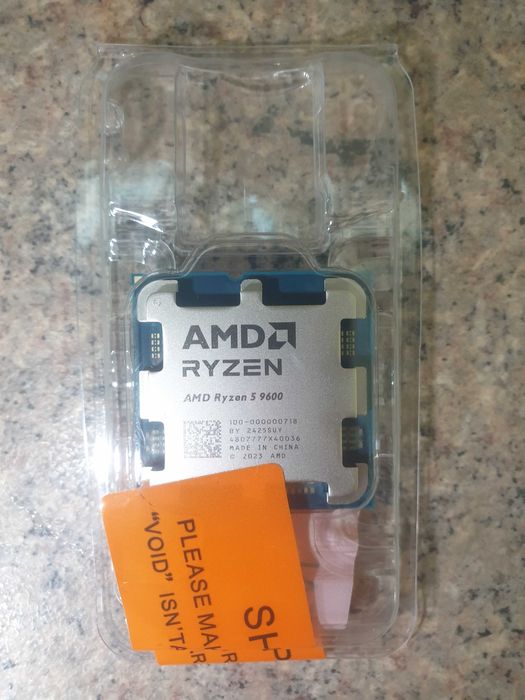 AMD
RYZEN
AMD Ryzen 5 9600
100-000000718
BY 2425SUY
4807777X40036
MADE IN CHINA
© 2023 AMD
PLEASE MA
"VOID" ISN'T